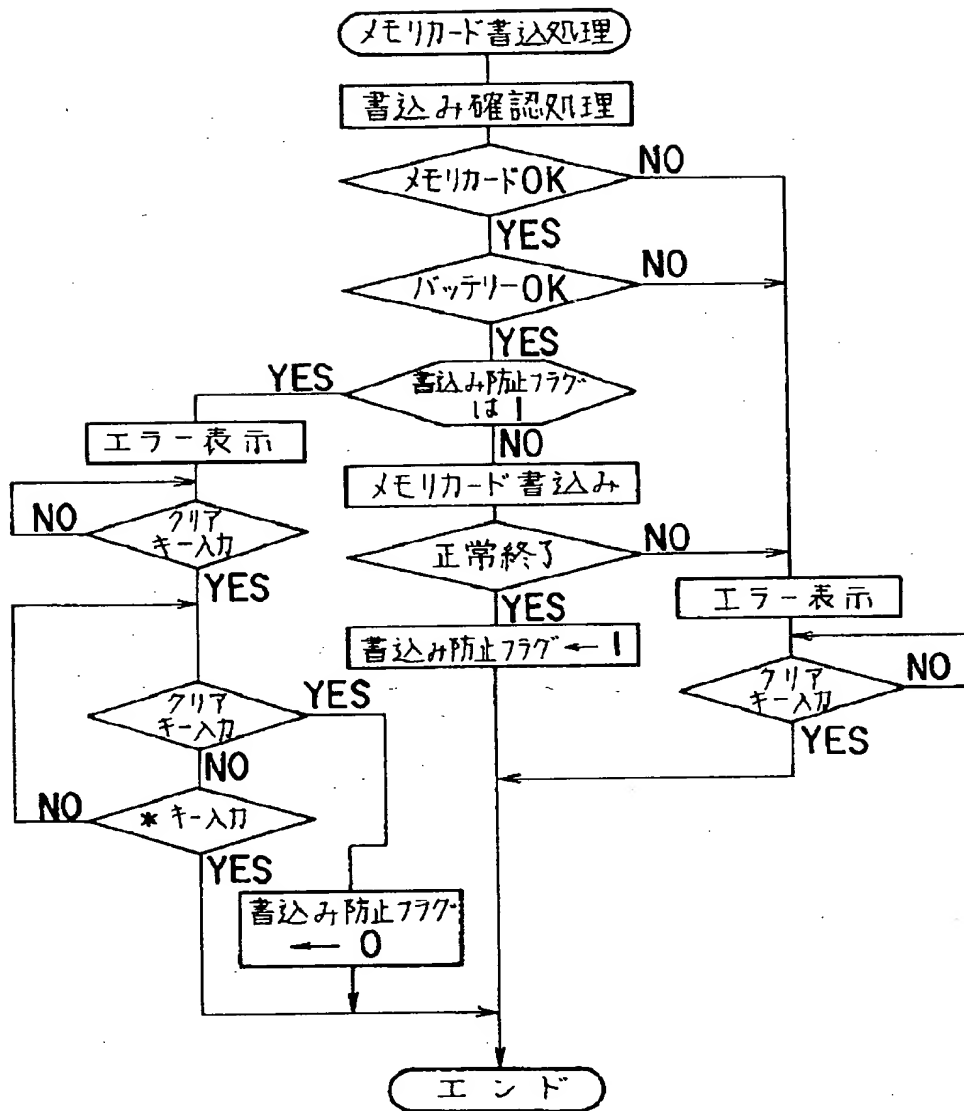 メモリカード書込処理
書込み確認処理
メモリカードOK
NO
YES
バッテリーOK
NO
YES
書込み防止フラグ
は 1
YES
NO
エラー表示
メモリカード書込み
クリア
キー入力
NO
YES
正常終了
NO
YES
エラー表示
書込み防止フラグ ← 1
クリア
キー入力
NO
YES
クリア
キー入力
YES
NO
* キー入力
NO
YES
書込み防止フラグ
← 0
エンド